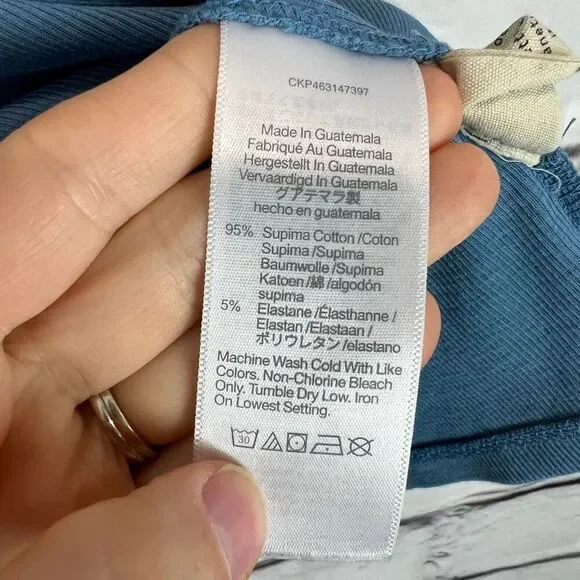 CKP463147397
Made In Guatemala
Fabriqué Au Guatemala
Hergestellt In Guatemala
Vervaardigd In Guatemala
グアテマラ製
hecho en guatemala
95% Supima Cotton /Coton
Supima /Supima
Baumwolle /Supima
Katoen /綿 /algodón
supima
5% Elastane /Élasthanne /
Elastan /Elastaan /
ポリウレタン /elastano
Machine Wash Cold With Like
Colors. Non-Chlorine Bleach
Only. Tumble Dry Low. Iron
On Lowest Setting.
30